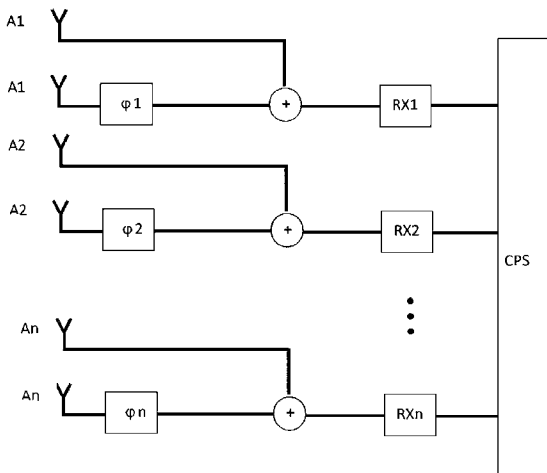 A1
A1
φ1
+
RX1
A2
A2
φ2
+
RX2
CPS
An
An
φn
+
RXn